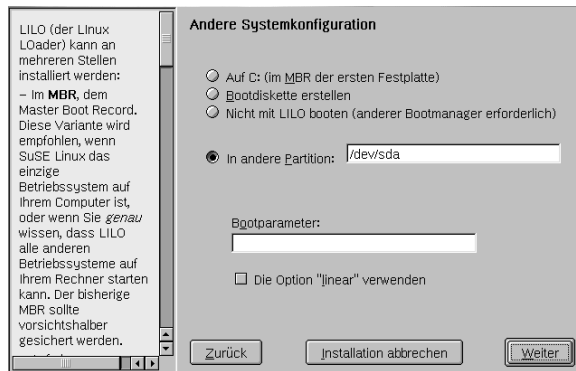 LILO (der LInux
LOader) kann an
mehreren Stellen
installiert werden:
– Im MBR, dem
Master Boot Record.
Diese Variante wird
empfohlen, wenn
SuSE Linux das
einzige
Betriebssystem auf
Ihrem Computer ist,
oder wenn Sie genau
wissen, dass LILO
alle anderen
Betriebssysteme auf
Ihrem Rechner starten
kann. Der bisherige
MBR sollte
vorsichtshalber
gesichert werden.
Andere Systemkonfiguration
Auf C: (im MBR der ersten Festplatte)
Bootdiskette erstellen
Nicht mit LILO booten (anderer Bootmanager erforderlich)
In andere Partition: /dev/sda
Bootparameter:
Die Option "linear" verwenden
Zurück Installation abbrechen Weiter